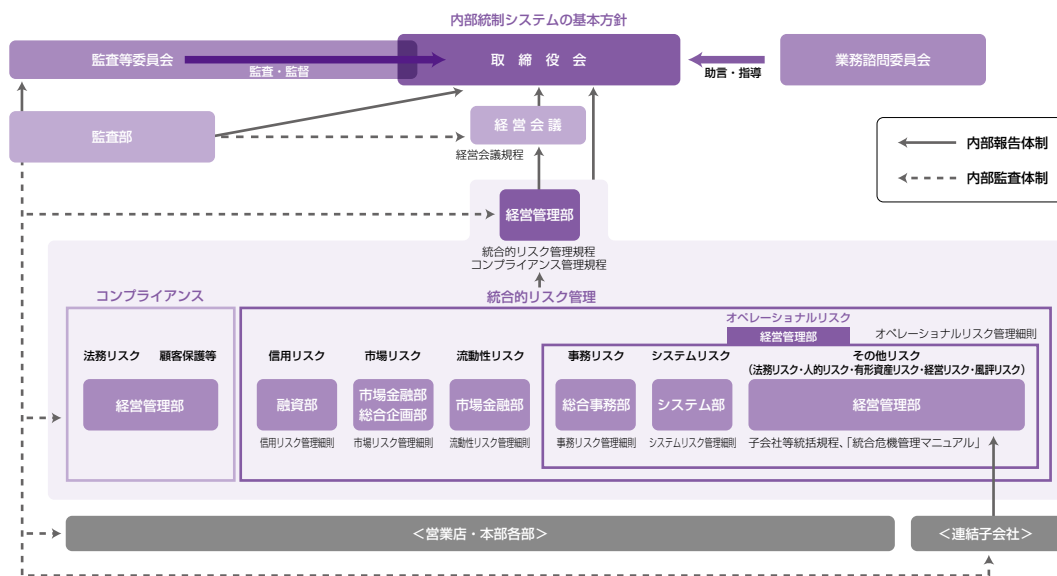 内部統制システムの基本方針
監査等委員会
監査・監督
取締役会
助言・指導
業務諮問委員会
監査部
経営会議
経営会議規程
内部報告体制
内部監査体制
経営管理部
統合的リスク管理規程
コンプライアンス管理規程
コンプライアンス
統合的リスク管理
オペレーショナルリスク
経営管理部
オペレーショナルリスク管理細則
法務リスク 顧客保護等
経営管理部
信用リスク
融資部
信用リスク管理細則
市場リスク
市場金融部
総合企画部
市場リスク管理細則
流動性リスク
市場金融部
流動性リスク管理細則
事務リスク
総合事務部
事務リスク管理細則
システムリスク
システム部
システムリスク管理細則
その他リスク
（法務リスク・人的リスク・有形資産リスク・経営リスク・風評リスク）
経営管理部
子会社等統括規程、「統合危機管理マニュアル」
＜営業店・本部各部＞
＜連結子会社＞